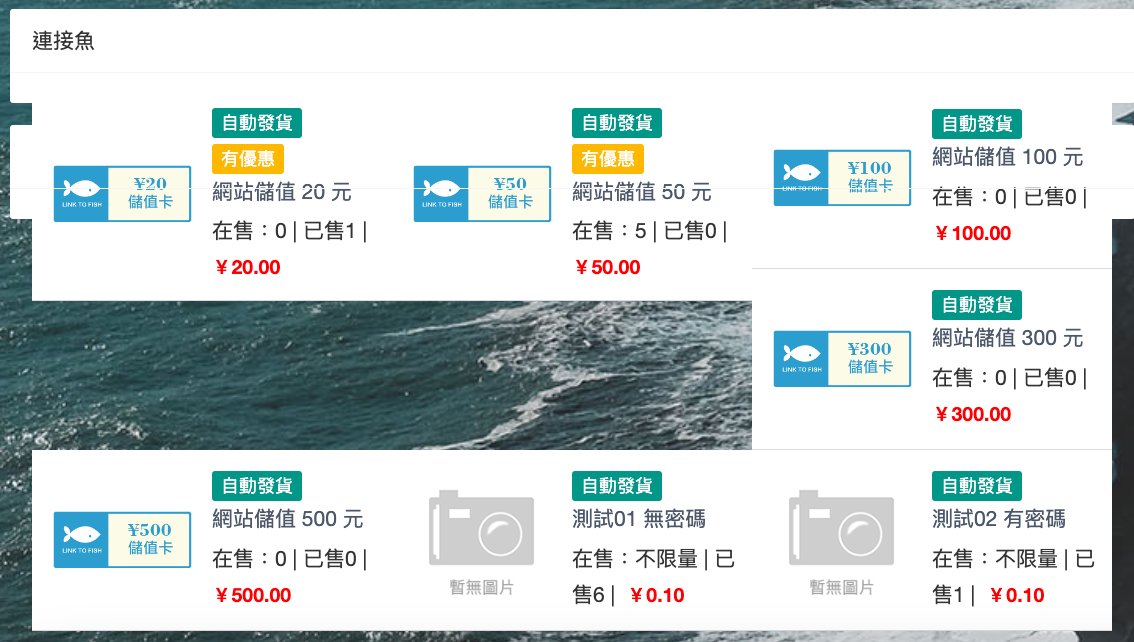 連接魚
自動發貨
有優惠
¥20
儲值卡
LINK TO FISH
網站儲值 20 元
在售：0 | 已售1 |
￥20.00
自動發貨
有優惠
¥50
儲值卡
LINK TO FISH
網站儲值 50 元
在售：5 | 已售0 |
￥50.00
自動發貨
¥100
儲值卡
LINK TO FISH
網站儲值 100 元
在售：0 | 已售0 |
￥100.00
自動發貨
¥300
儲值卡
LINK TO FISH
網站儲值 300 元
在售：0 | 已售0 |
￥300.00
自動發貨
¥500
儲值卡
LINK TO FISH
網站儲值 500 元
在售：0 | 已售0 |
￥500.00
自動發貨
測試01 無密碼
暫無圖片
在售：不限量 | 已
售6 | ￥0.10
自動發貨
測試02 有密碼
暫無圖片
在售：不限量 | 已
售1 | ￥0.10